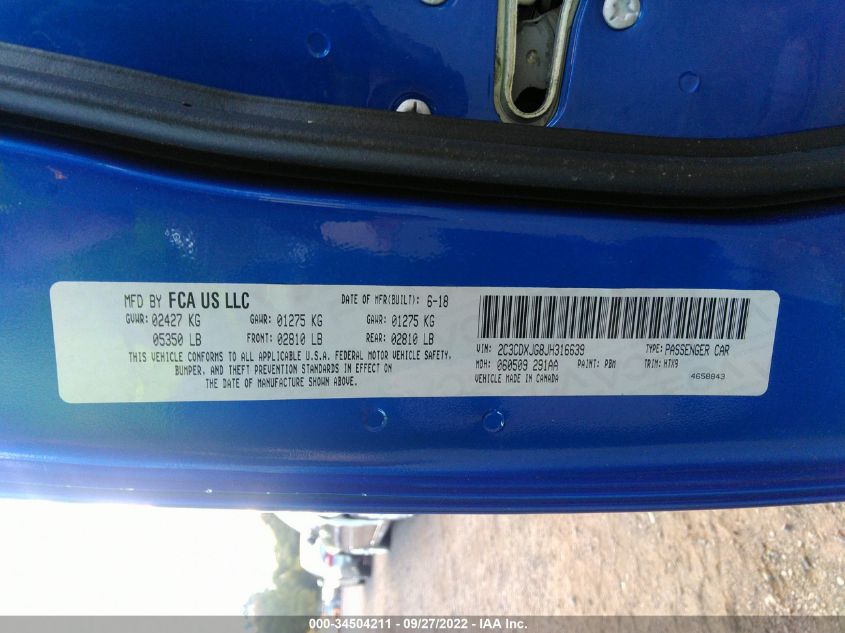 MFD BY FCA US LLC DATE OF MFR(BUILT): 6-18
GVWR: 02427 KG GAWR: 01275 KG GAWR: 01275 KG
05350 LB FRONT: 02810 LB REAR: 02810 LB
THIS VEHICLE CONFORMS TO ALL APPLICABLE U.S.A. FEDERAL MOTOR VEHICLE SAFETY,
BUMPER, AND THEFT PREVENTION STANDARDS IN EFFECT ON
THE DATE OF MANUFACTURE SHOWN ABOVE.
VIN: 2C3CDXJG8JH316639 TYPE: PASSENGER CAR
MDH: 060509 291AA PAINT: PBM TRIM: HTX9
VEHICLE MADE IN CANADA 4658843
000-34504211 - 09/27/2022 - IAA Inc.